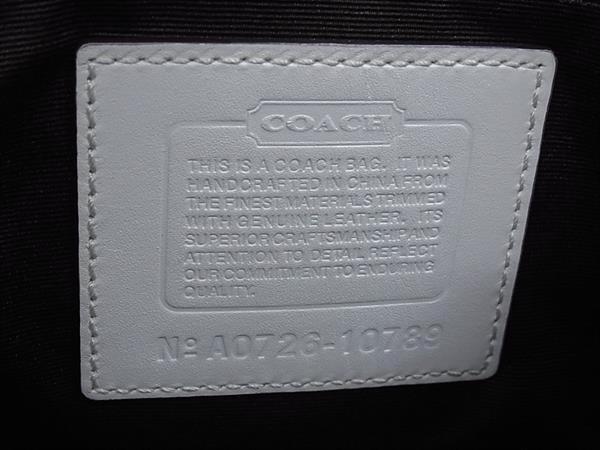 COACH
THIS IS A COACH BAG. IT WAS
HANDCRAFTED IN CHINA FROM
THE FINEST MATERIALS TRIMMED
WITH GENUINE LEATHER. ITS
SUPERIOR CRAFTSMANSHIP AND
ATTENTION TO DETAIL REFLECT
OUR COMMITMENT TO ENDURING
QUALITY.
Nº A0726-10789